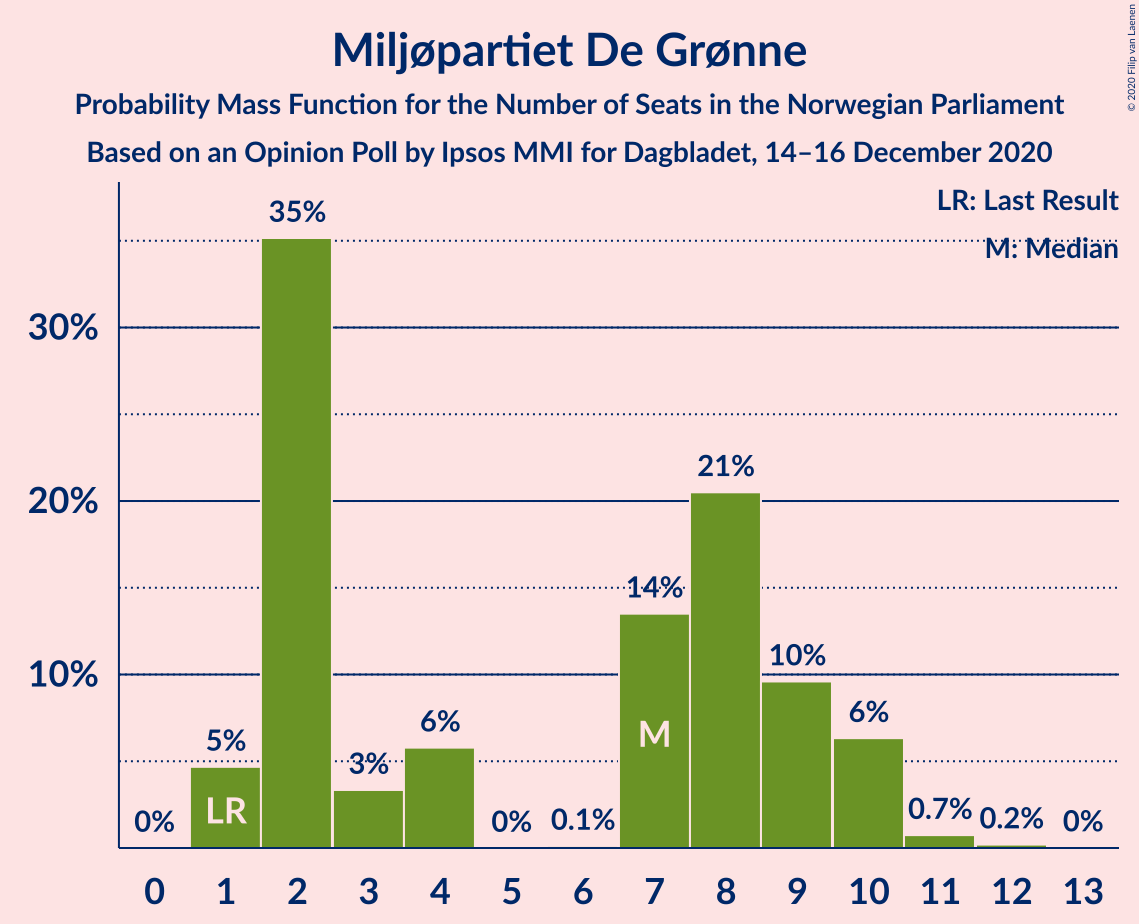 Miljøpartiet De Grønne
Probability Mass Function for the Number of Seats in the Norwegian Parliament
Based on an Opinion Poll by Ipsos MMI for Dagbladet, 14–16 December 2020
© 2020 Filip van Laenen
LR: Last Result
M: Median
35%
30%
21%
20%
14%
10%
10%
6%
6%
5%
3%
M
LR
0%
0%
0.1%
0.7%
0.2%
0%
0 1 2 3 4 5 6 7 8 9 10 11 12 13